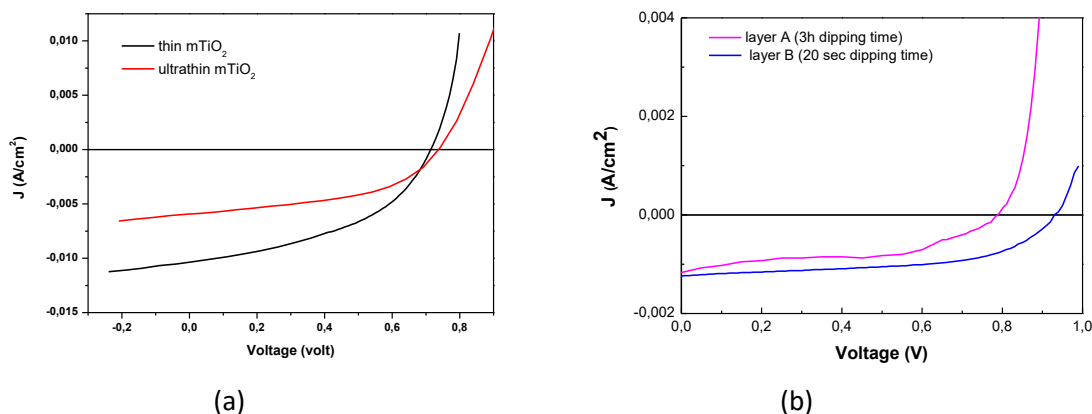 0,010
0,005
0,000
-0,005
-0,010
-0,015
J (A/cm²)
thin mTiO₂
ultrathin mTiO₂
-0,2
0,0
0,2
0,4
0,6
0,8
Voltage (volt)
(a)
0,004
0,002
0,000
-0,002
J (A/cm²)
layer A (3h dipping time)
layer B (20 sec dipping time)
0,0
0,2
0,4
0,6
0,8
1,0
Voltage (V)
(b)